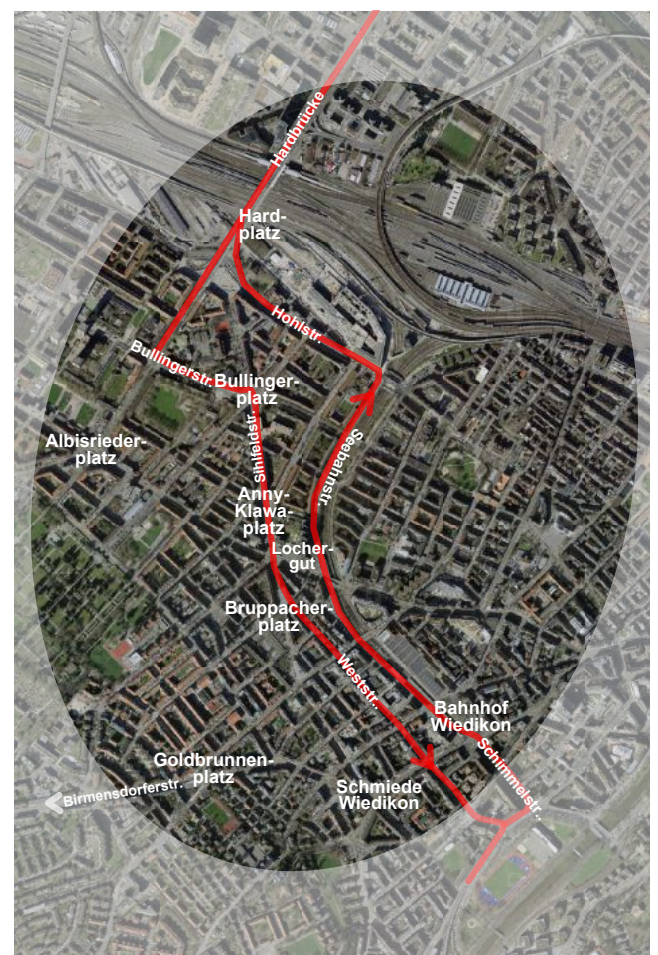 Hardbrücke
Hard-
platz
Hohlstr.
Bullingerstr.
Bullinger-
platz
Sihlfeldstr.
Seebahnstr.
Albisrieder-
platz
Anny-
Klawa-
platz
Locher-
gut
Bruppacher-
platz
Weststr..
Bahnhof
Wiedikon
Schimmelstr..
Goldbrunnen-
platz
Birmensdorferstr.
Schmiede
Wiedikon